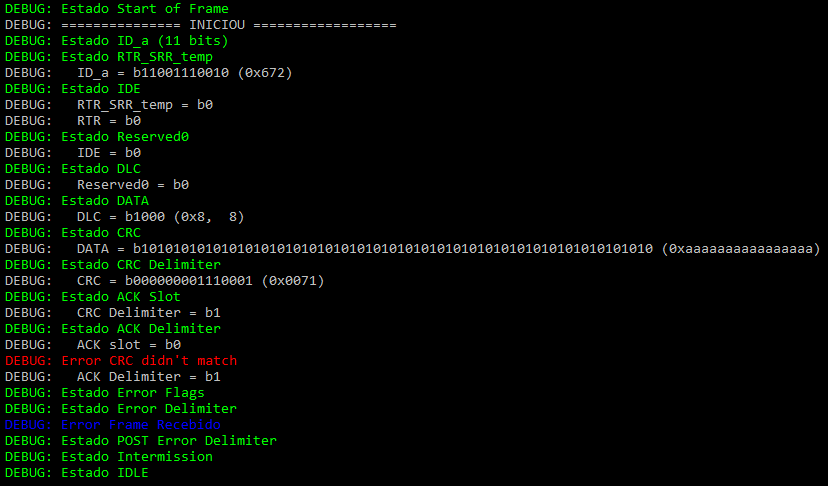 DEBUG: Estado Start of Frame
DEBUG: =============== INICIOU ==================
DEBUG: Estado ID_a (11 bits)
DEBUG: Estado RTR_SRR_temp
DEBUG:   ID_a = b11001110010 (0x672)
DEBUG: Estado IDE
DEBUG:   RTR_SRR_temp = b0
DEBUG:   RTR = b0
DEBUG: Estado Reserved0
DEBUG:   IDE = b0
DEBUG: Estado DLC
DEBUG:   Reserved0 = b0
DEBUG: Estado DATA
DEBUG:   DLC = b1000 (0x8,  8)
DEBUG: Estado CRC
DEBUG:   DATA = b1010101010101010101010101010101010101010101010101010101010101010 (0xaaaaaaaaaaaaaaaa)
DEBUG: Estado CRC Delimiter
DEBUG:   CRC = b000000001110001 (0x0071)
DEBUG: Estado ACK Slot
DEBUG:   CRC Delimiter = b1
DEBUG: Estado ACK Delimiter
DEBUG:   ACK slot = b0
DEBUG: Error CRC didn't match
DEBUG:   ACK Delimiter = b1
DEBUG: Estado Error Flags
DEBUG: Estado Error Delimiter
DEBUG: Error Frame Recebido
DEBUG: Estado POST Error Delimiter
DEBUG: Estado Intermission
DEBUG: Estado IDLE